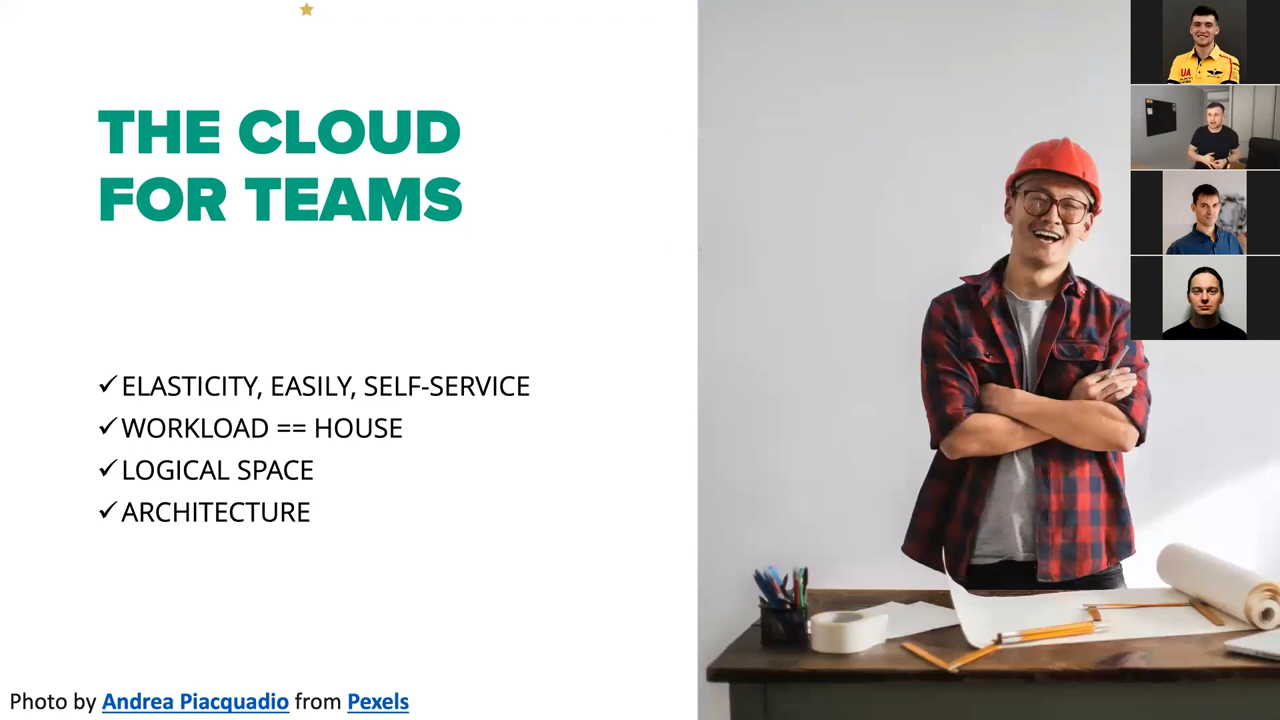 THE CLOUD
FOR TEAMS
✓ELASTICITY, EASILY, SELF-SERVICE
✓WORKLOAD == HOUSE
✓LOGICAL SPACE
✓ARCHITECTURE
Photo by Andrea Piacquadio from Pexels
UA